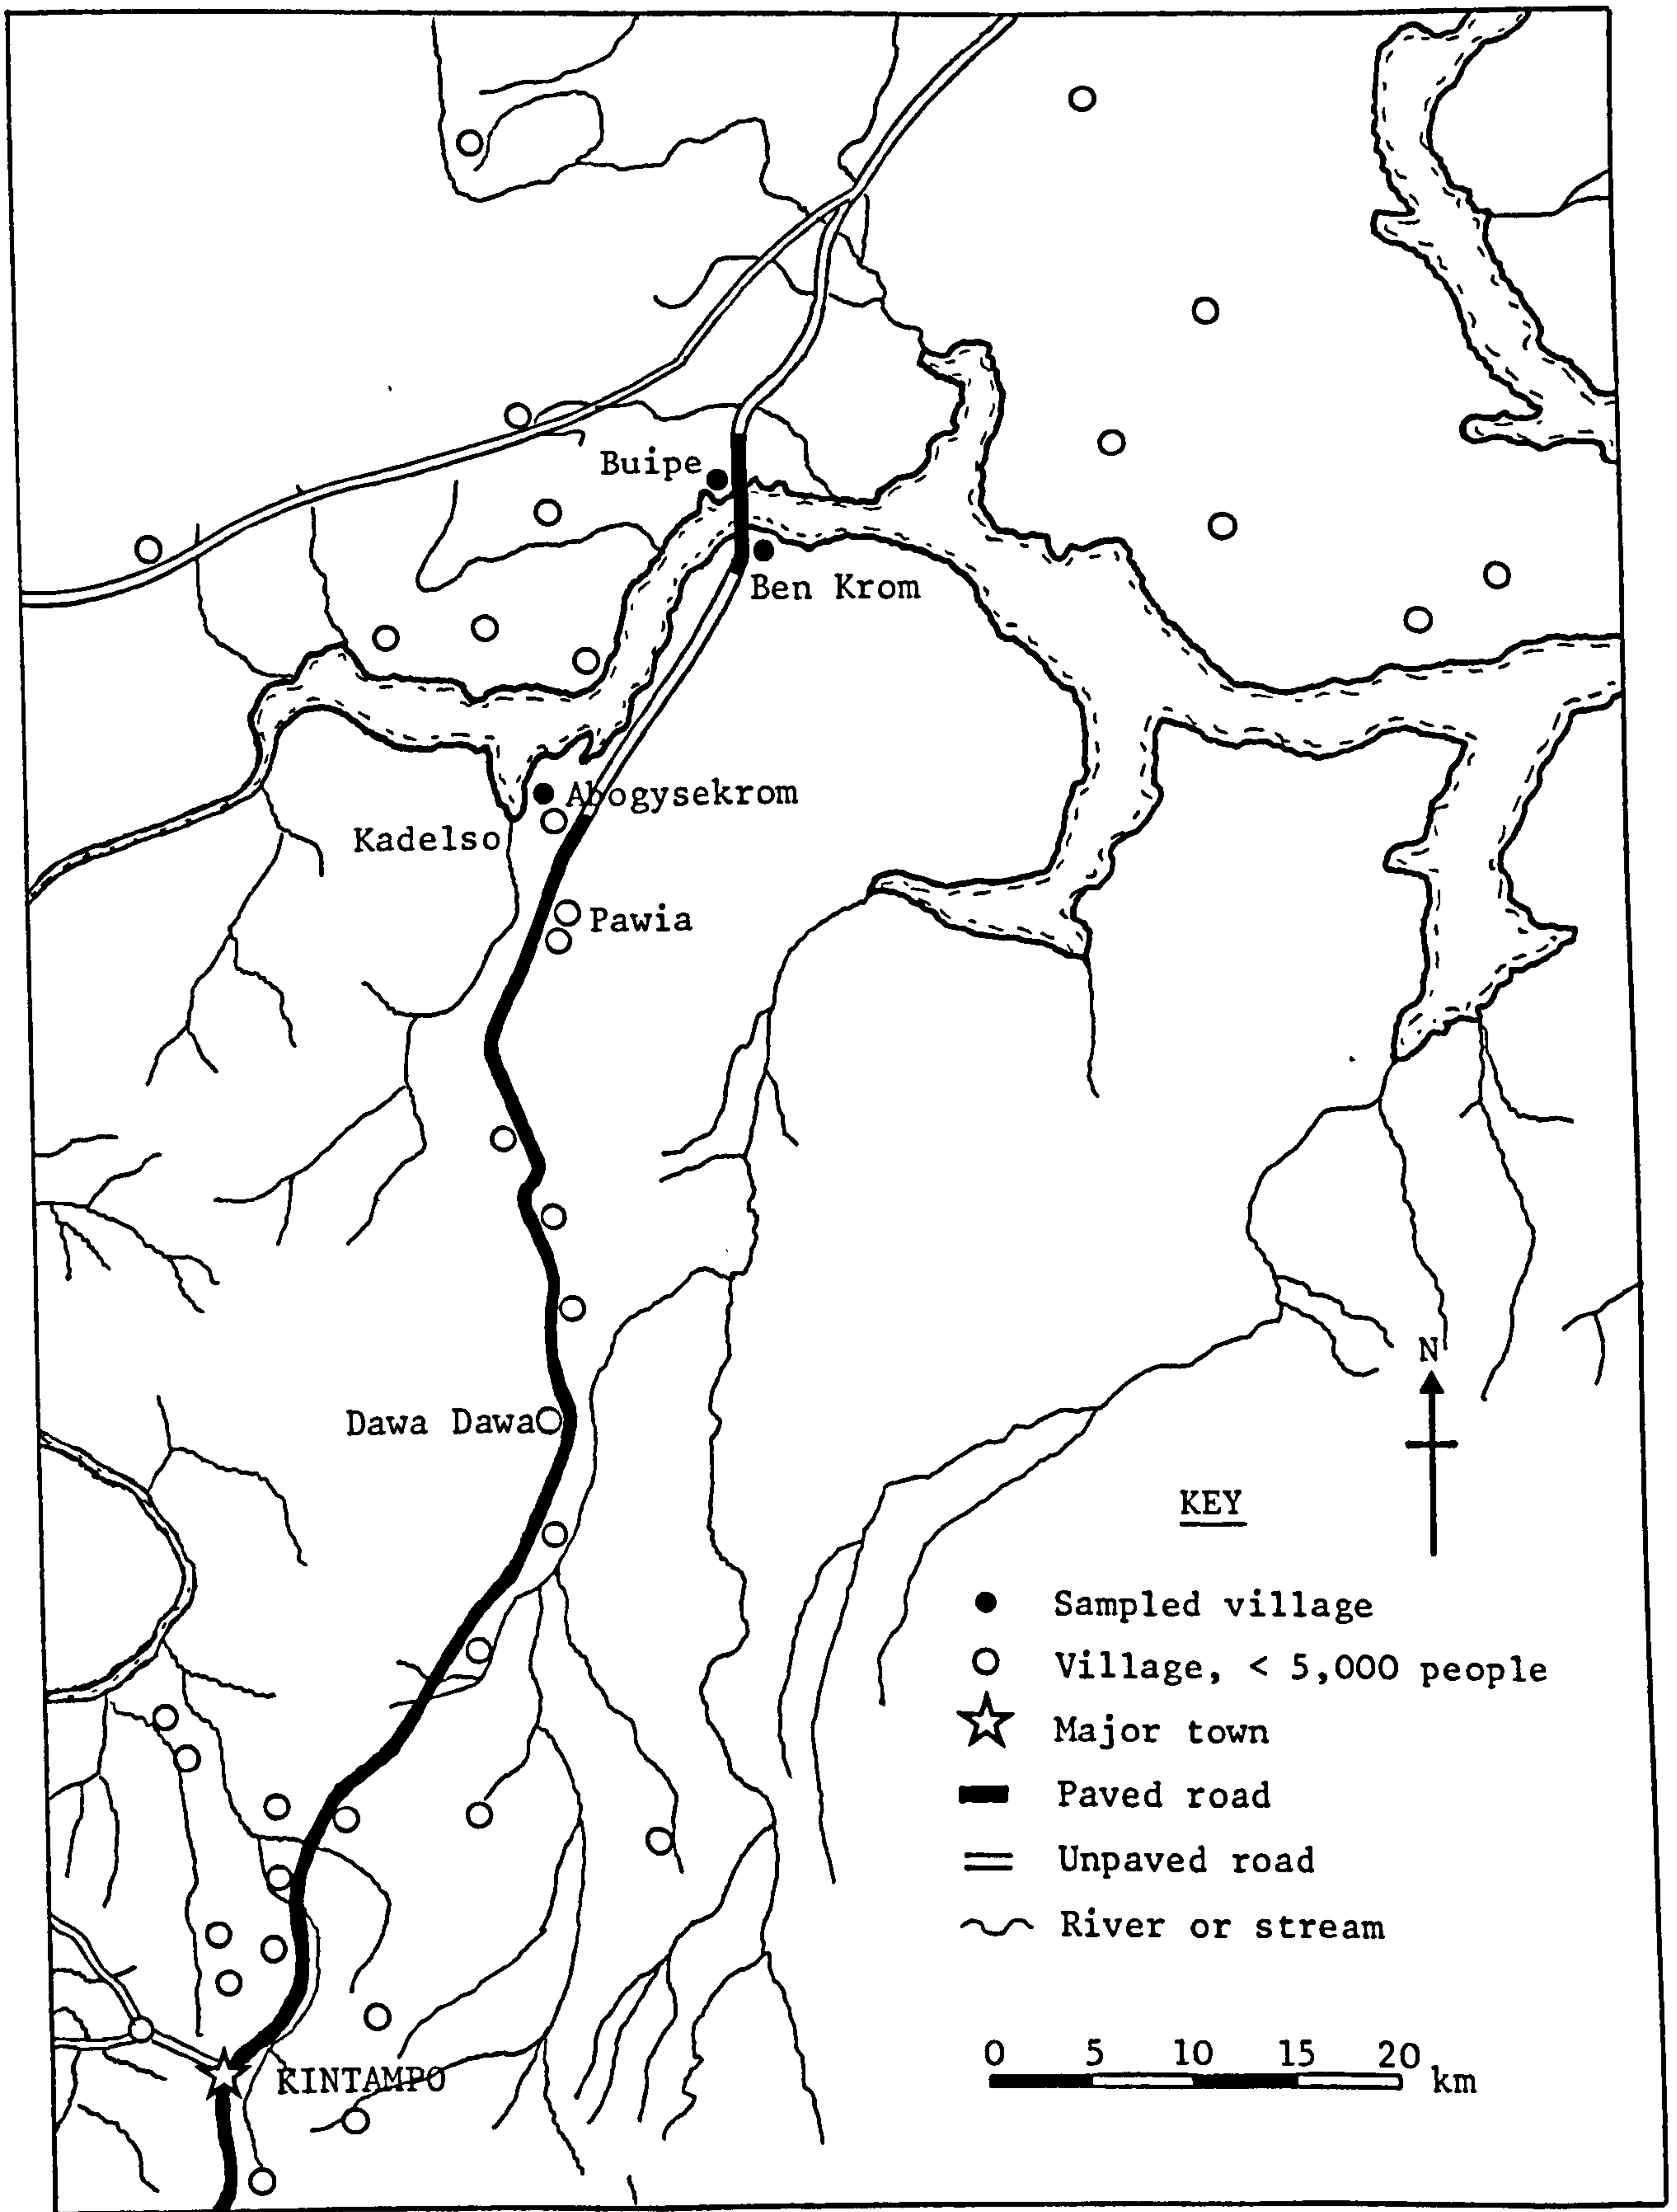 Buipe
Ben Krom
Abogysekrom
Kadelso
Pawia
Dawa Dawa
N
KEY
Sampled village
Village, < 5,000 people
Major town
Paved road
Unpaved road
River or stream
KINTAMPO
0 5 10 15 20 km